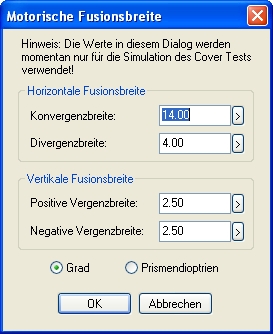 Motorische Fusionsbreite
Hinweis: Die Werte in diesem Dialog werden
momentan nur für die Simulation des Cover Tests
verwendet!
Horizontale Fusionsbreite
Konvergenzbreite: 14.00
Divergenzbreite: 4.00
Vertikale Fusionsbreite
Positive Vergenzbreite: 2.50
Negative Vergenzbreite: 2.50
Grad Prismendioptrien
OK Abbrechen